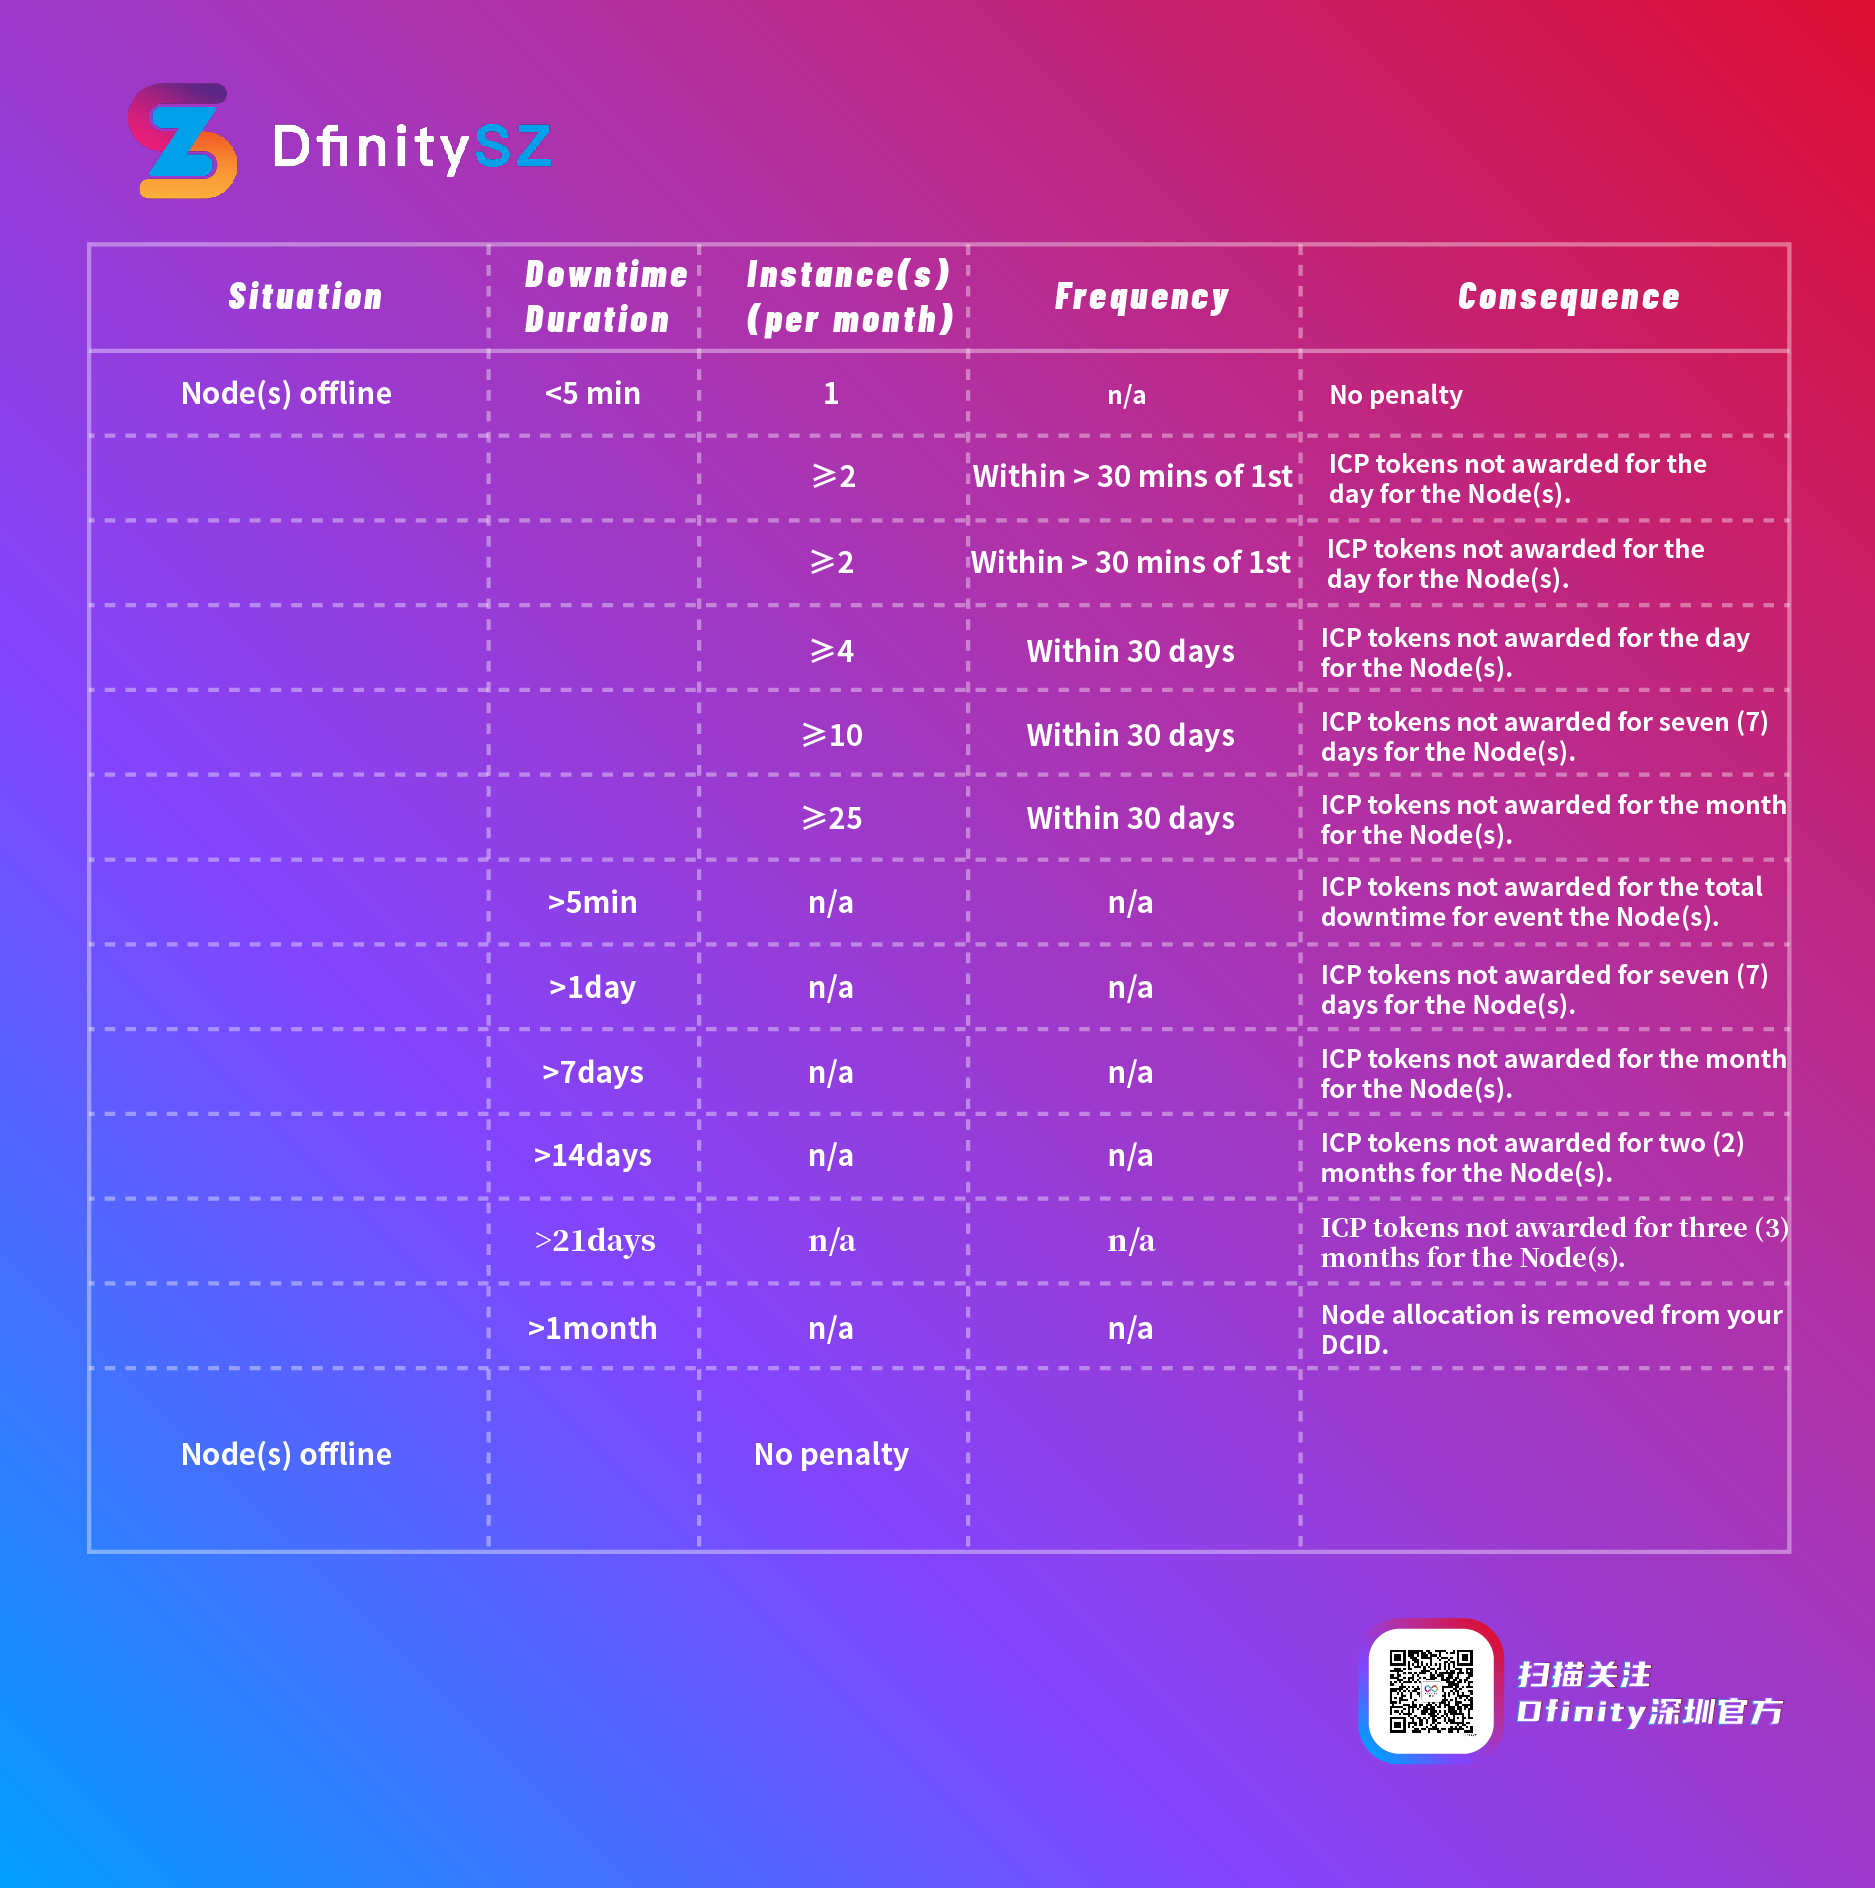 DfinitySZ
Situation
Downtime
Duration
Instance(s)
(per month)
Frequency
Consequence
Node(s) offline
<5 min
1
n/a
No penalty
⩾2
Within > 30 mins of 1st
ICP tokens not awarded for the
day for the Node(s).
⩾2
Within > 30 mins of 1st
ICP tokens not awarded for the
day for the Node(s).
⩾4
Within 30 days
ICP tokens not awarded for the day
for the Node(s).
⩾10
Within 30 days
ICP tokens not awarded for seven (7)
days for the Node(s).
⩾25
Within 30 days
ICP tokens not awarded for the month
for the Node(s).
>5min
n/a
n/a
ICP tokens not awarded for the total
downtime for event the Node(s).
>1day
n/a
n/a
ICP tokens not awarded for seven (7)
days for the Node(s).
>7days
n/a
n/a
ICP tokens not awarded for the month
for the Node(s).
>14days
n/a
n/a
ICP tokens not awarded for two (2)
months for the Node(s).
>21days
n/a
n/a
ICP tokens not awarded for three (3)
months for the Node(s).
>1month
n/a
n/a
Node allocation is removed from your
DCID.
Node(s) offline
No penalty
扫描关注
Dfinity深圳官方